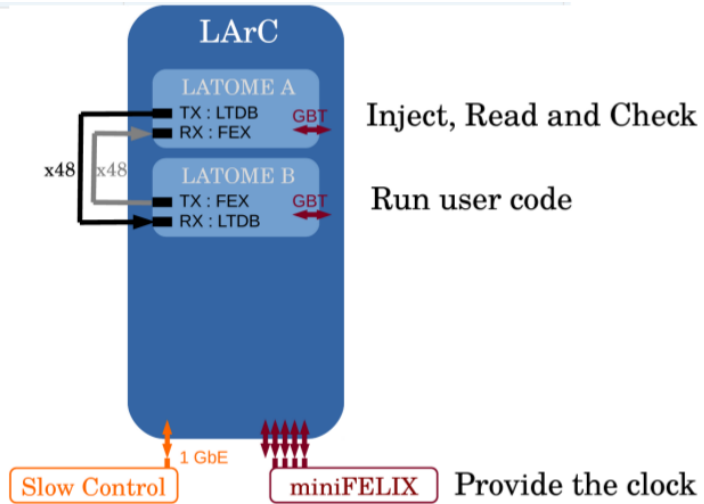 LArC
LATOME A
TX : LTDB
GBT
RX : FEX
Inject, Read and Check
x48
x48
LATOME B
TX : FEX
GBT
RX : LTDB
Run user code
1 GbE
Slow Control
miniFELIX
Provide the clock